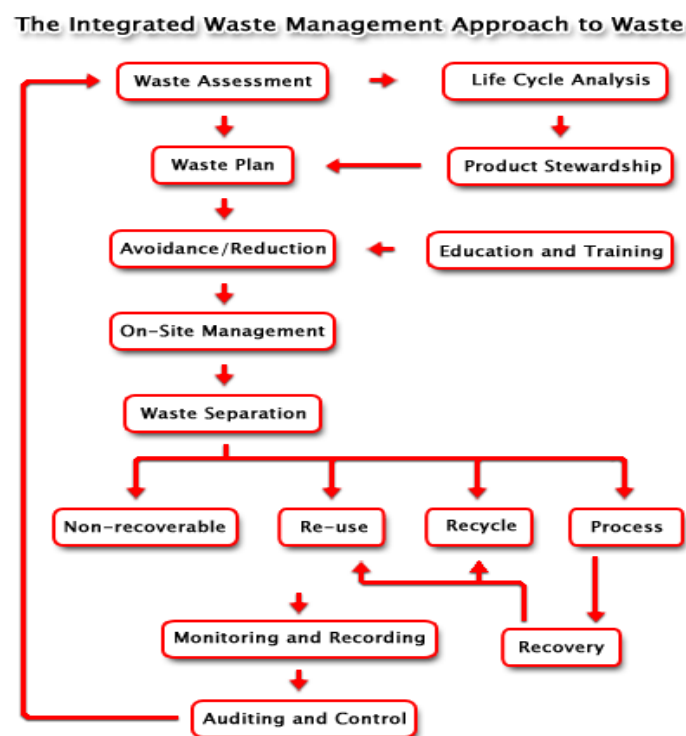 The Integrated Waste Management Approach to Waste
Waste Assessment
Life Cycle Analysis
Waste Plan
Product Stewardship
Avoidance/Reduction
Education and Training
On-Site Management
Waste Separation
Non-recoverable
Re-use
Recycle
Process
Monitoring and Recording
Recovery
Auditing and Control